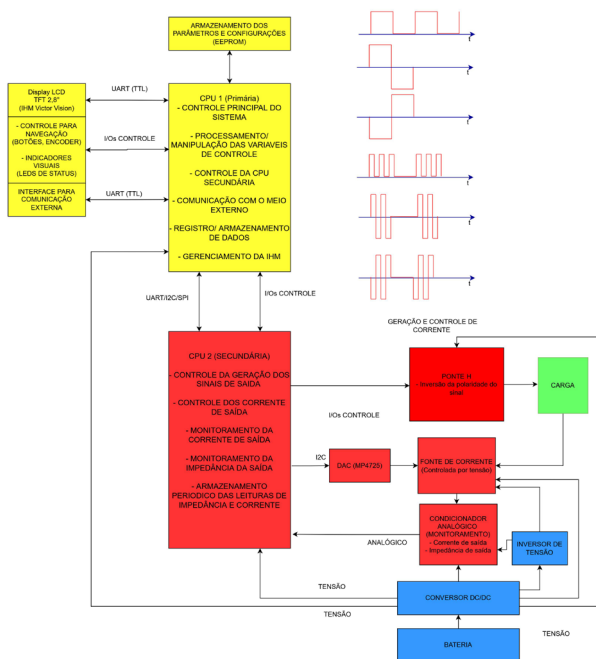 ARMAZENAMENTO DOS
PARÂMETROS E CONFIGURAÇÕES
(EEPROM)
t
t
t
t
t
t
Display LCD
TFT 2,8"
(IHM Victor Vision)
- CONTROLE PARA
NAVEGAÇÃO
(BOTÕES, ENCODER)
- INDICADORES
VISUAIS
(LEDS DE STATUS)
INTERFACE PARA
COMUNICAÇÃO
EXTERNA
UART (TTL)
I/Os CONTROLE
UART (TTL)
CPU 1 (Primária)
- CONTROLE PRINCIPAL DO
SISTEMA
- PROCESSAMENTO/
MANIPULAÇÃO DAS VARIAVEIS
DE CONTROLE
- CONTROLE DA CPU
SECUNDÁRIA
- COMUNICAÇÃO COM O MEIO
EXTERNO
- REGISTRO/ ARMAZENAMENTO
DE DADOS
- GERENCIAMENTO DA IHM
UART/I2C/SPI
I/Os CONTROLE
GERAÇÃO E CONTROLE DE
CORRENTE
CPU 2 (SECUNDÁRIA)
- CONTROLE DA GERAÇÃO DOS
SINAIS DE SAIDA
- CONTROLE DOS CORRENTE
DE SAÍDA
- MONITORAMENTO DA
CORRENTE DE SAÍDA
- MONITORAMENTO DA
IMPEDÂNCIA DA SAÍDA
- ARMAZENAMENTO
PERIODICO DAS LEITURAS DE
IMPEDÂNCIA E CORRENTE
PONTE H
- Inversão da polaridade do
sinal
CARGA
I/Os CONTROLE
I2C
DAC (MP4725)
FONTE DE CORRENTE
(Controlada por tensão)
CONDICIONADOR
ANALÓGICO
(MONITORAMENTO)
- Corrente de saída
- Impedância de saída
ANALÓGICO
INVERSOR DE
TENSÃO
TENSÃO
CONVERSOR DC/DC
TENSÃO
TENSÃO
BATERIA